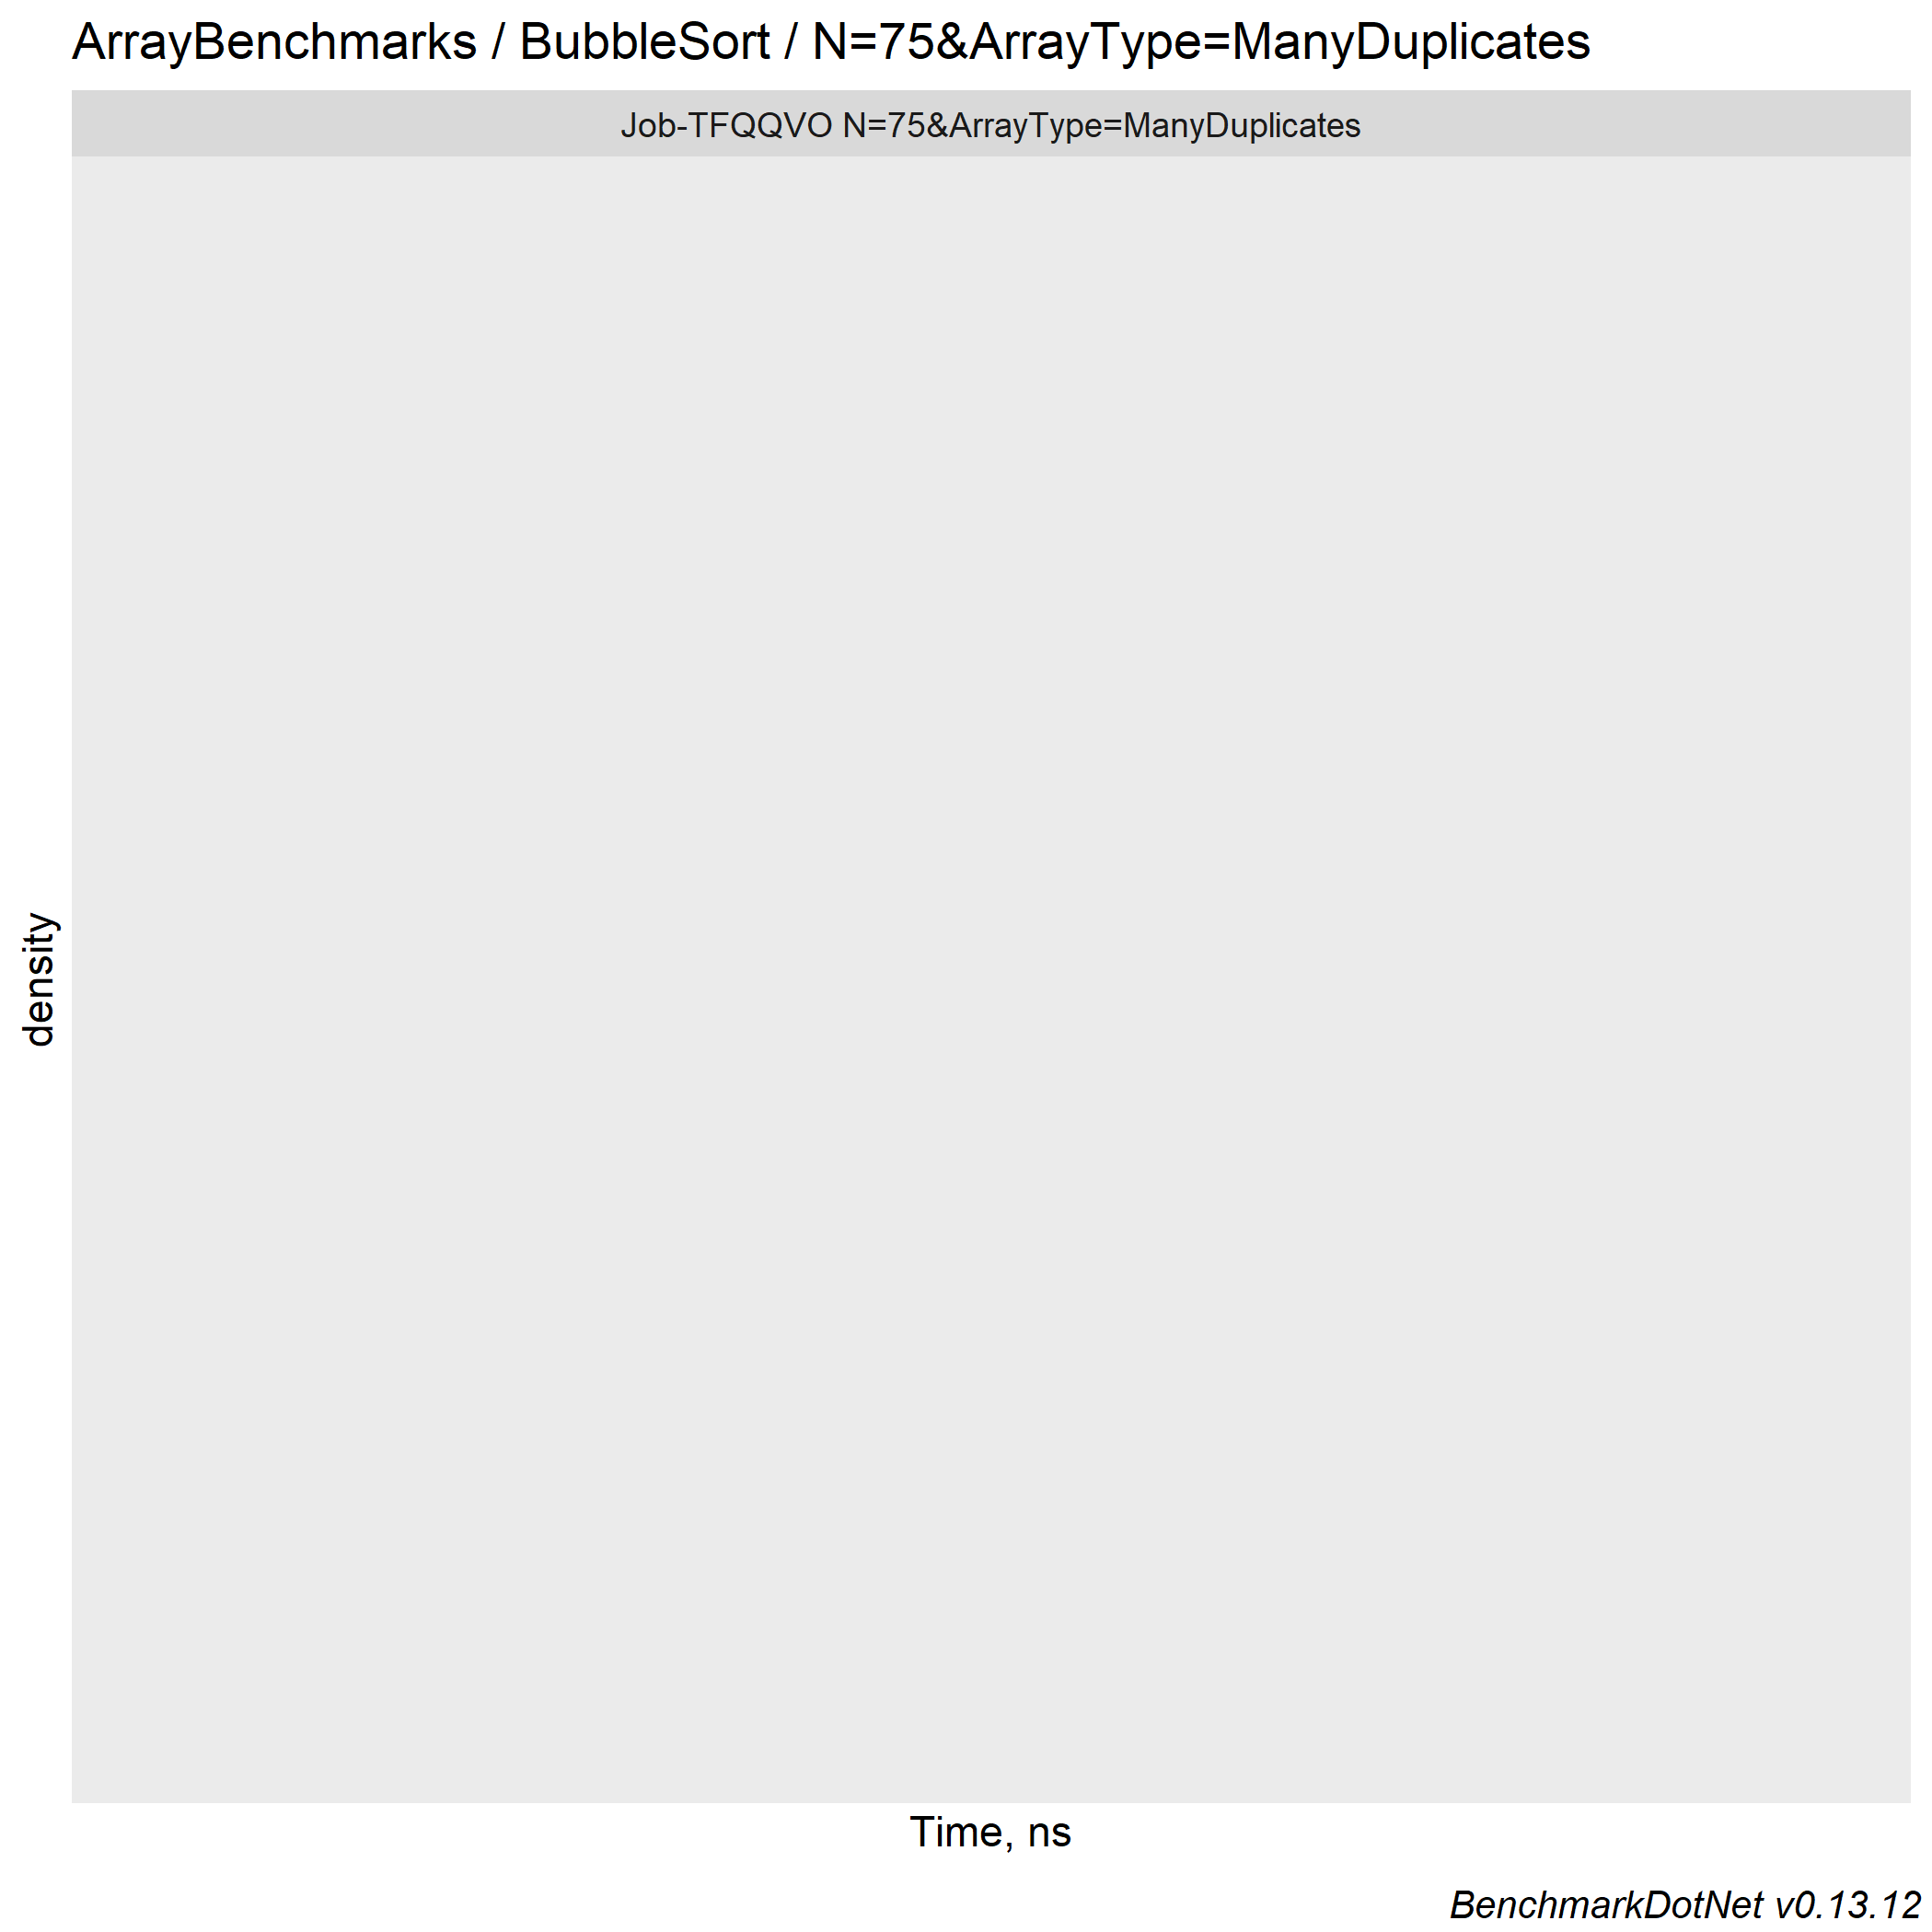 ArrayBenchmarks / BubbleSort / N=75&ArrayType=ManyDuplicates
Job-TFQQVO N=75&ArrayType=ManyDuplicates
density
Time, ns
BenchmarkDotNet v0.13.12